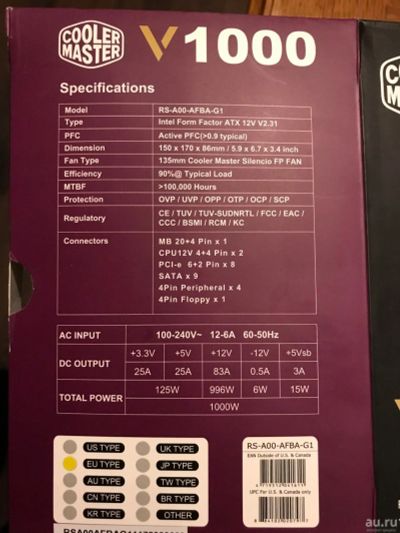 COOLER MASTER V1000
Specifications
Model RS-A00-AFBA-G1
Type Intel Form Factor ATX 12V V2.31
PFC Active PFC(>0.9 typical)
Dimension 150 x 170 x 86mm / 5.9 x 6.7 x 3.4 inch
Fan Type 135mm Cooler Master Silencio FP FAN
Efficiency 90%@ Typical Load
MTBF >100,000 Hours
Protection OVP / UVP / OPP / OTP / OCP / SCP
Regulatory CE / TUV / TUV-SUDNRTL / FCC / EAC /
CCC / BSMI / RCM / KC
Connectors MB 20+4 Pin x 1
CPU12V 4+4 Pin x 2
PCI-e 6+2 Pin x 8
SATA x 9
4Pin Peripheral x 4
4Pin Floppy x 1
AC INPUT 100-240V~ 12-6A 60-50Hz
DC OUTPUT +3.3V +5V +12V -12V +5Vsb
25A 25A 83A 0.5A 3A
TOTAL POWER 125W 996W 6W 15W
1000W
US TYPE UK TYPE
EU TYPE JP TYPE
AU TYPE TW TYPE
CN TYPE BR TYPE
KR TYPE OTHER
RS-A00-AFBA-G1
EAN Outside of U.S. & Canada
UPC For U.S. & Canada only
COOLER MASTER
au.ru